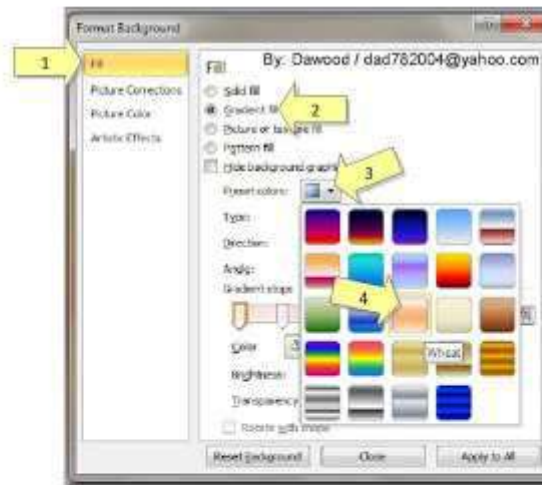 Format Background
1
Fill
Picture Corrections
Picture Color
Artistic Effects
By: Dawood / dad782004@yahoo.com
Fill
Solid fill
Gradient fill
2
Picture or texture fill
Pattern fill
Hide background graphi
3
Preset colors:
Type:
Direction:
Angle:
4
Gradient stops
Color
Wheat
Brightness:
Transparency
Rotate with shape
Reset Background
Close
Apply to All